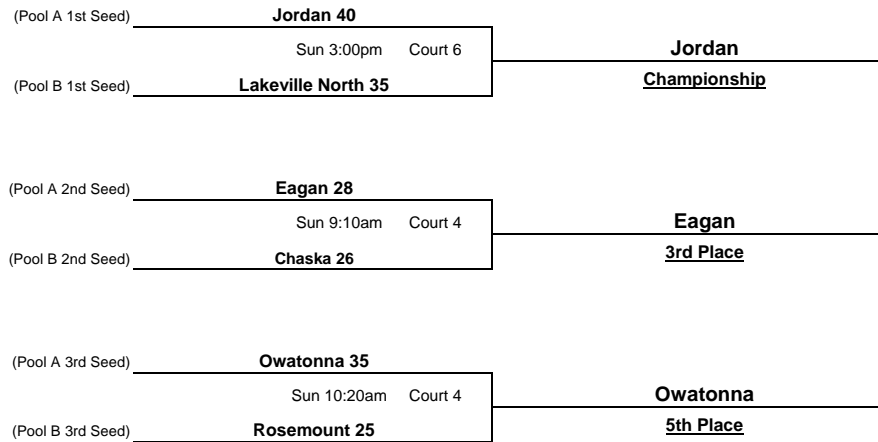 (Pool A 1st Seed) Jordan 40
Sun 3:00pm Court 6
Jordan
(Pool B 1st Seed) Lakeville North 35
Championship
(Pool A 2nd Seed) Eagan 28
Sun 9:10am Court 4
Eagan
(Pool B 2nd Seed) Chaska 26
3rd Place
(Pool A 3rd Seed) Owatonna 35
Sun 10:20am Court 4
Owatonna
(Pool B 3rd Seed) Rosemount 25
5th Place